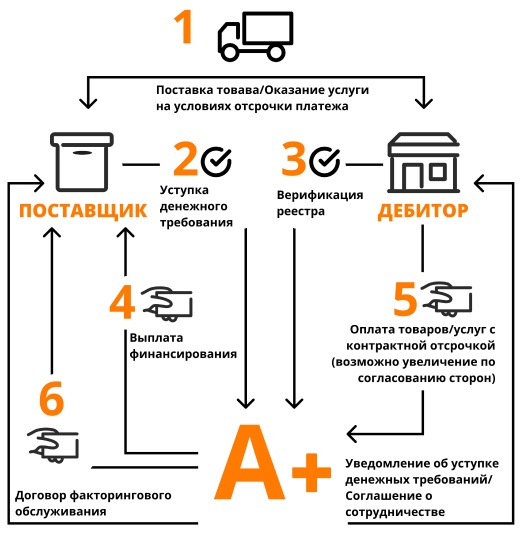 1
Поставка товава/Оказание услуги
на условиях отсрочки платежа
2
Уступка
денежного
требования
3
Верификация
реестра
ПОСТАВЩИК
ДЕБИТОР
4
Выплата
финансирования
5
Оплата товаров/услуг с
контрактной отсрочкой
(возможно увеличение по
согласованию сторон)
6
А+
Договор факторингового
обслуживания
Уведомление об уступке
денежных требований/
Соглашение о
сотрудничестве